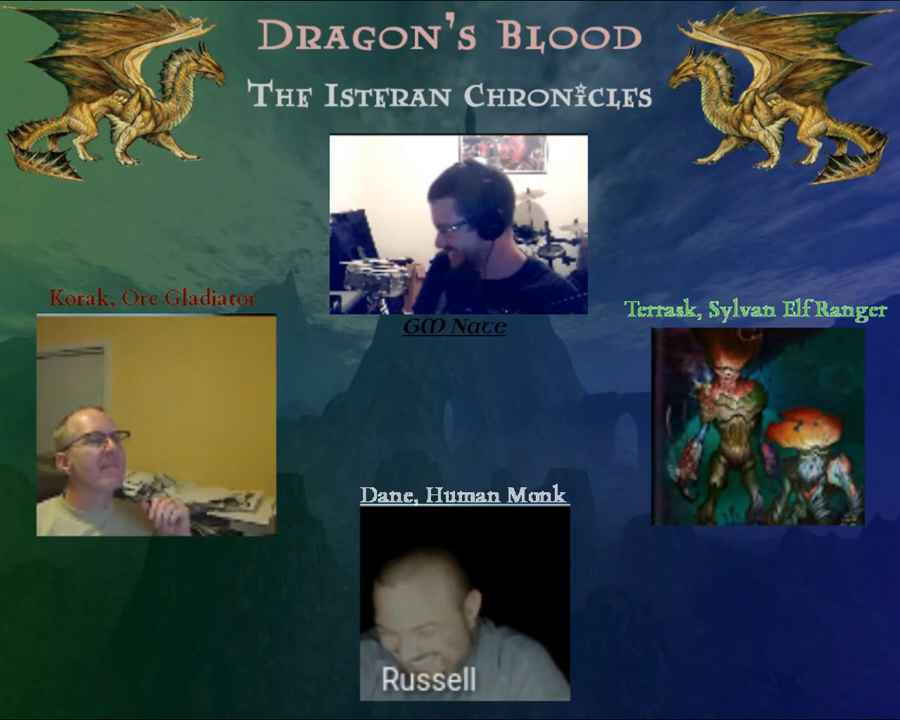 Dragon's Blood
The Isteran Chronicles
Korak, Orc Gladiator
GM Nate
Terrask, Sylvan Elf Ranger
Dane, Human Monk
Russell